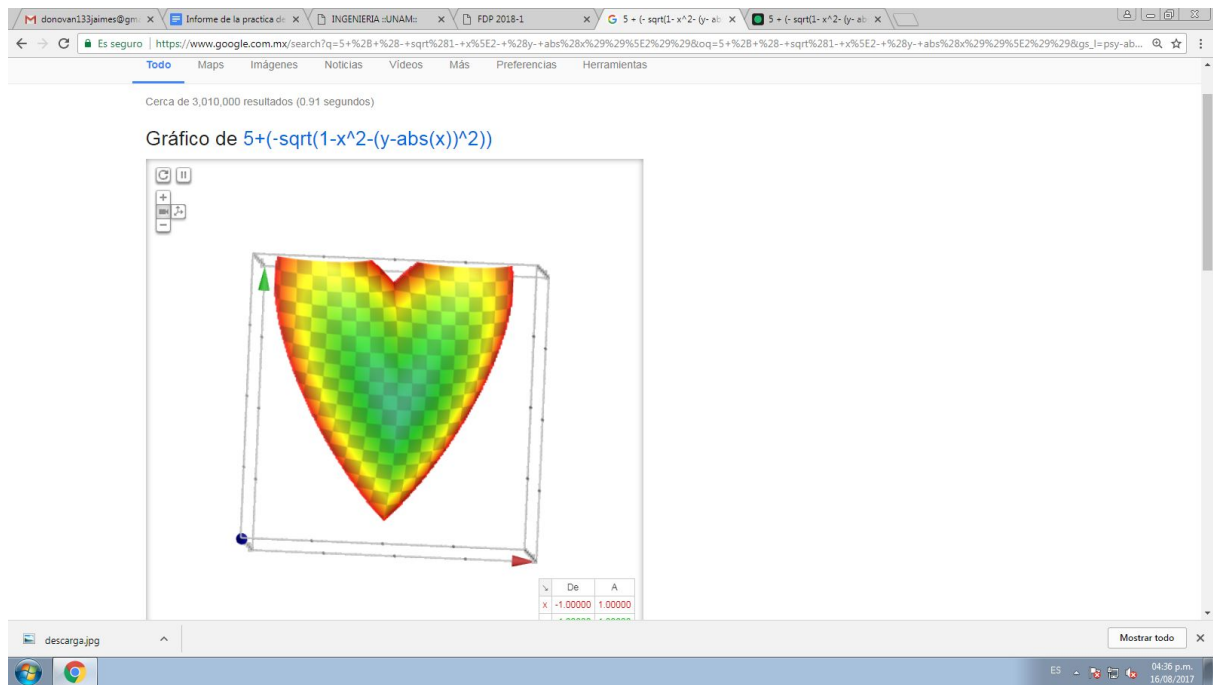 donovan133jaimes@gm
Informe de la practica de
INGENIERIA ::UNAM::
FDP 2018-1
5 + (- sqrt(1- x^2- (y- ab
5 + (- sqrt(1- x^2- (y- ab
Es seguro
https://www.google.com.mx/search?q=5+%2B+%28-+sqrt%281-+x%5E2-+%28y-+abs%28x%29%29%5E2%29%29&oq=5+%2B+%28-+sqrt%281-+x%5E2-+%28y-+abs%28x%29%29%5E2%29%29&gs_l=psy-ab...
Todo Maps Imágenes Noticias Vídeos Más Preferencias Herramientas
Cerca de 3,010,000 resultados (0.91 segundos)
Gráfico de 5+(-sqrt(1-x^2-(y-abs(x))^2))
De A
x -1.00000 1.00000
descarga.jpg
Mostrar todo
ES
04:36 p.m.
16/08/2017